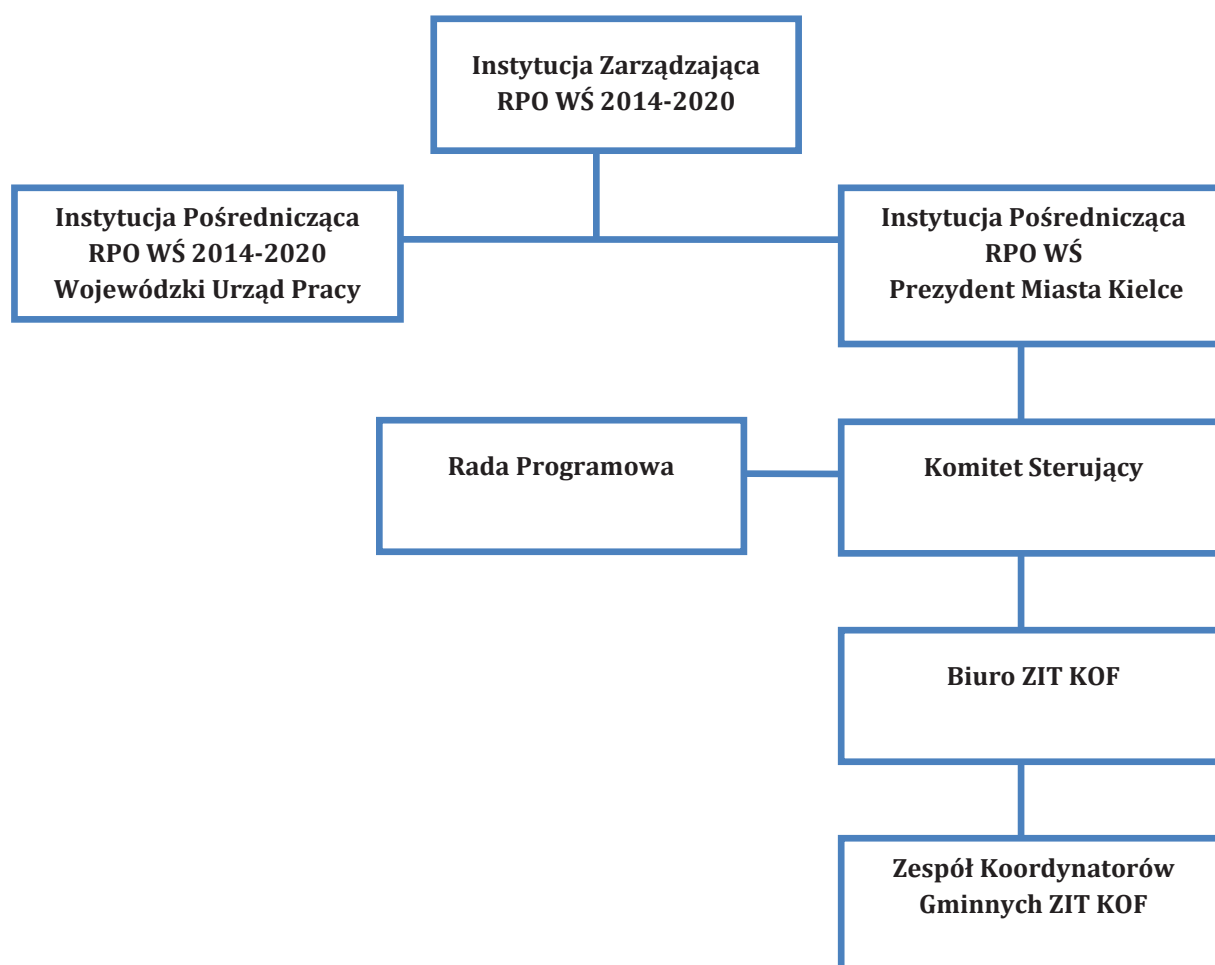 Instytucja Zarządzająca
RPO WŚ 2014-2020
Instytucja Pośrednicząca
RPO WŚ 2014-2020
Wojewódzki Urząd Pracy
Instytucja Pośrednicząca
RPO WŚ
Prezydent Miasta Kielce
Rada Programowa
Komitet Sterujący
Biuro ZIT KOF
Zespół Koordynatorów
Gminnych ZIT KOF